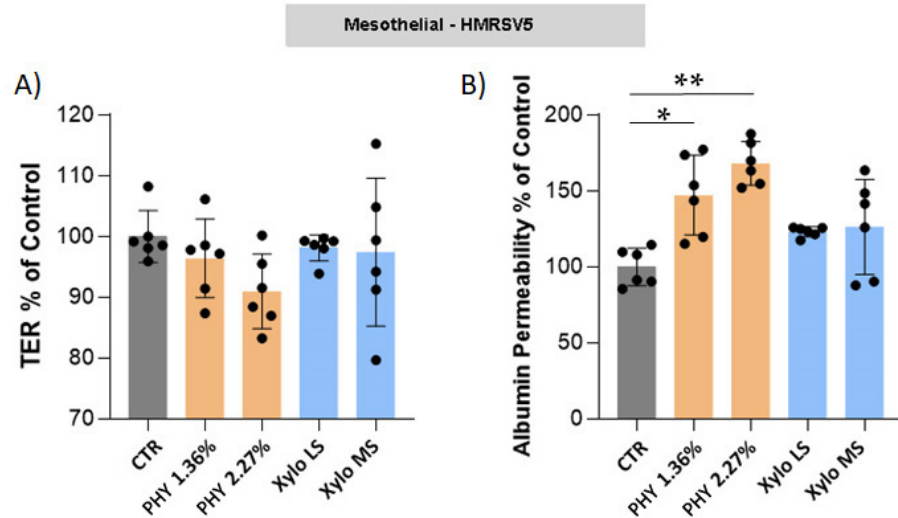 Mesothelial - HMRSV5
A)
TER % of Control
120
110
100
90
80
70
CTR
PHY 1.36%
PHY 2.27%
Xylo LS
Xylo MS
B)
Albumin Permeability % of Control
200
150
100
50
0
**
*
CTR
PHY 1.36%
PHY 2.27%
Xylo LS
Xylo MS